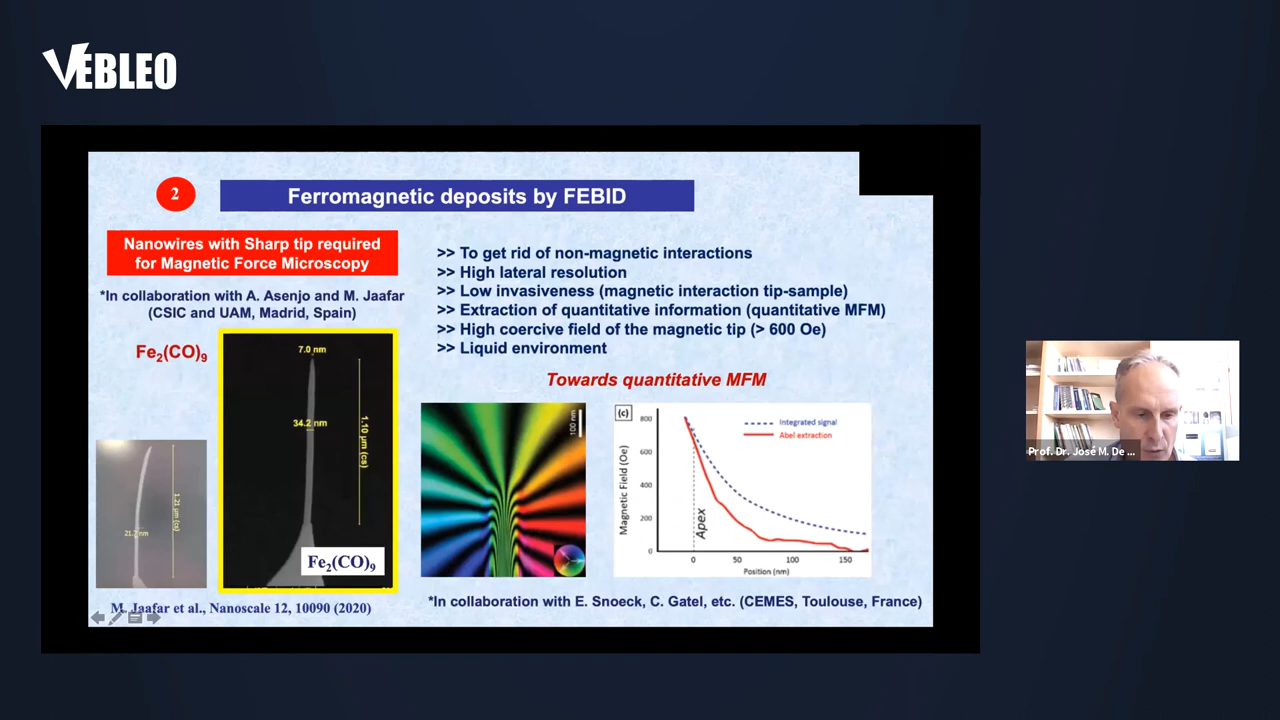 VEBLEO
2
Ferromagnetic deposits by FEBID
Nanowires with Sharp tip required
for Magnetic Force Microscopy
*In collaboration with A. Asenjo and M. Jaafar
(CSIC and UAM, Madrid, Spain)
Fe2(CO)9
7.0 nm
34.2 nm
1.10 µm (cs)
Fe2(CO)9
1.21 µm (cs)
M. Jaafar et al., Nanoscale 12, 10090 (2020)
>> To get rid of non-magnetic interactions
>> High lateral resolution
>> Low invasiveness (magnetic interaction tip-sample)
>> Extraction of quantitative information (quantitative MFM)
>> High coercive field of the magnetic tip (> 600 Oe)
>> Liquid environment
Towards quantitative MFM
100 nm
(c)
Integrated signal
Abel extraction
Magnetic Field (Oe)
800
600
400
200
0
Apex
0 50 100 150
Position (nm)
*In collaboration with E. Snoeck, C. Gatel, etc. (CEMES, Toulouse, France)
Prof. Dr. José M. De ...